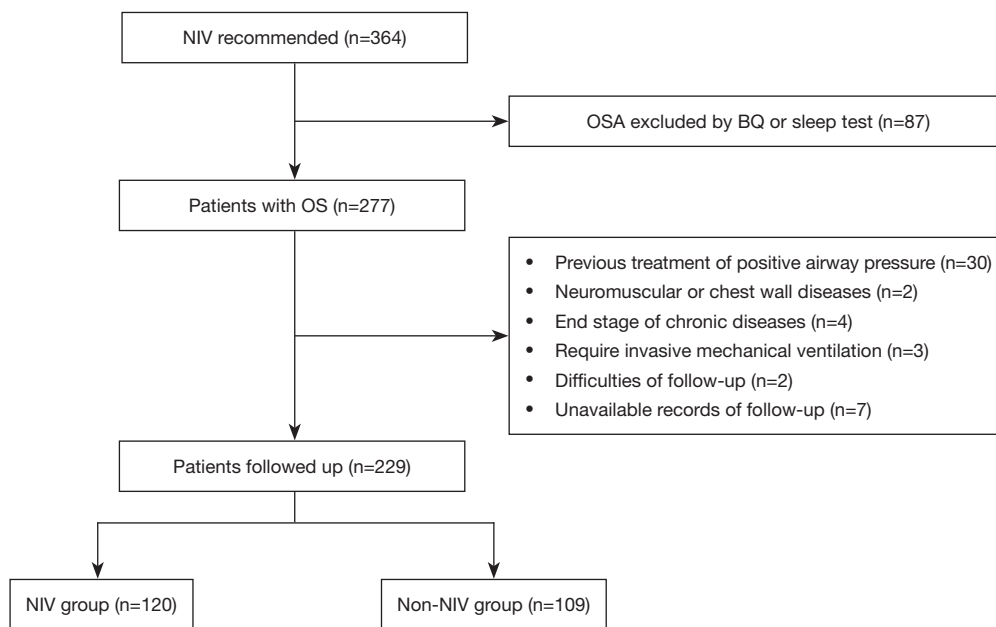 NIV recommended (n=364)
OSA excluded by BQ or sleep test (n=87)
Patients with OS (n=277)
• Previous treatment of positive airway pressure (n=30)
• Neuromuscular or chest wall diseases (n=2)
• End stage of chronic diseases (n=4)
• Require invasive mechanical ventilation (n=3)
• Difficulties of follow-up (n=2)
• Unavailable records of follow-up (n=7)
Patients followed up (n=229)
NIV group (n=120)
Non-NIV group (n=109)